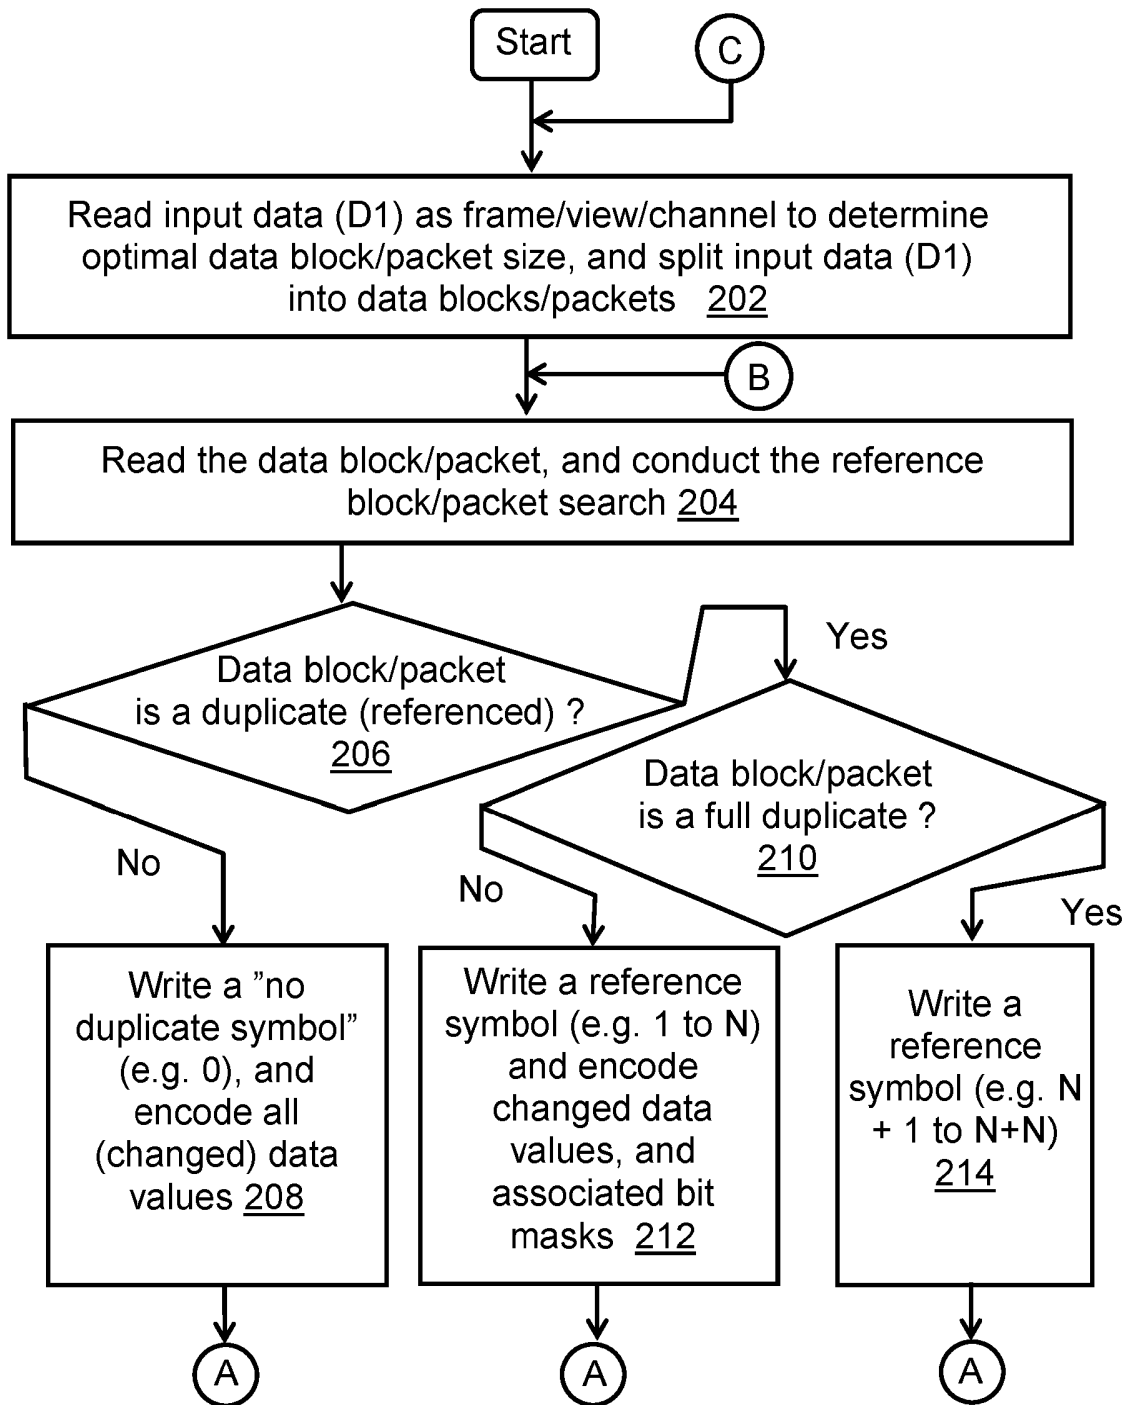 Start
C
Read input data (D1) as frame/view/channel to determine
optimal data block/packet size, and split input data (D1)
into data blocks/packets 202
B
Read the data block/packet, and conduct the reference
block/packet search 204
Data block/packet
is a duplicate (referenced) ?
206
Yes
Data block/packet
is a full duplicate ?
210
No
No
Yes
Write a ”no
duplicate symbol”
(e.g. 0), and
encode all
(changed) data
values 208
Write a reference
symbol (e.g. 1 to N)
and encode
changed data
values, and
associated bit
masks 212
Write a
reference
symbol (e.g. N
+ 1 to N+N)
214
A
A
A